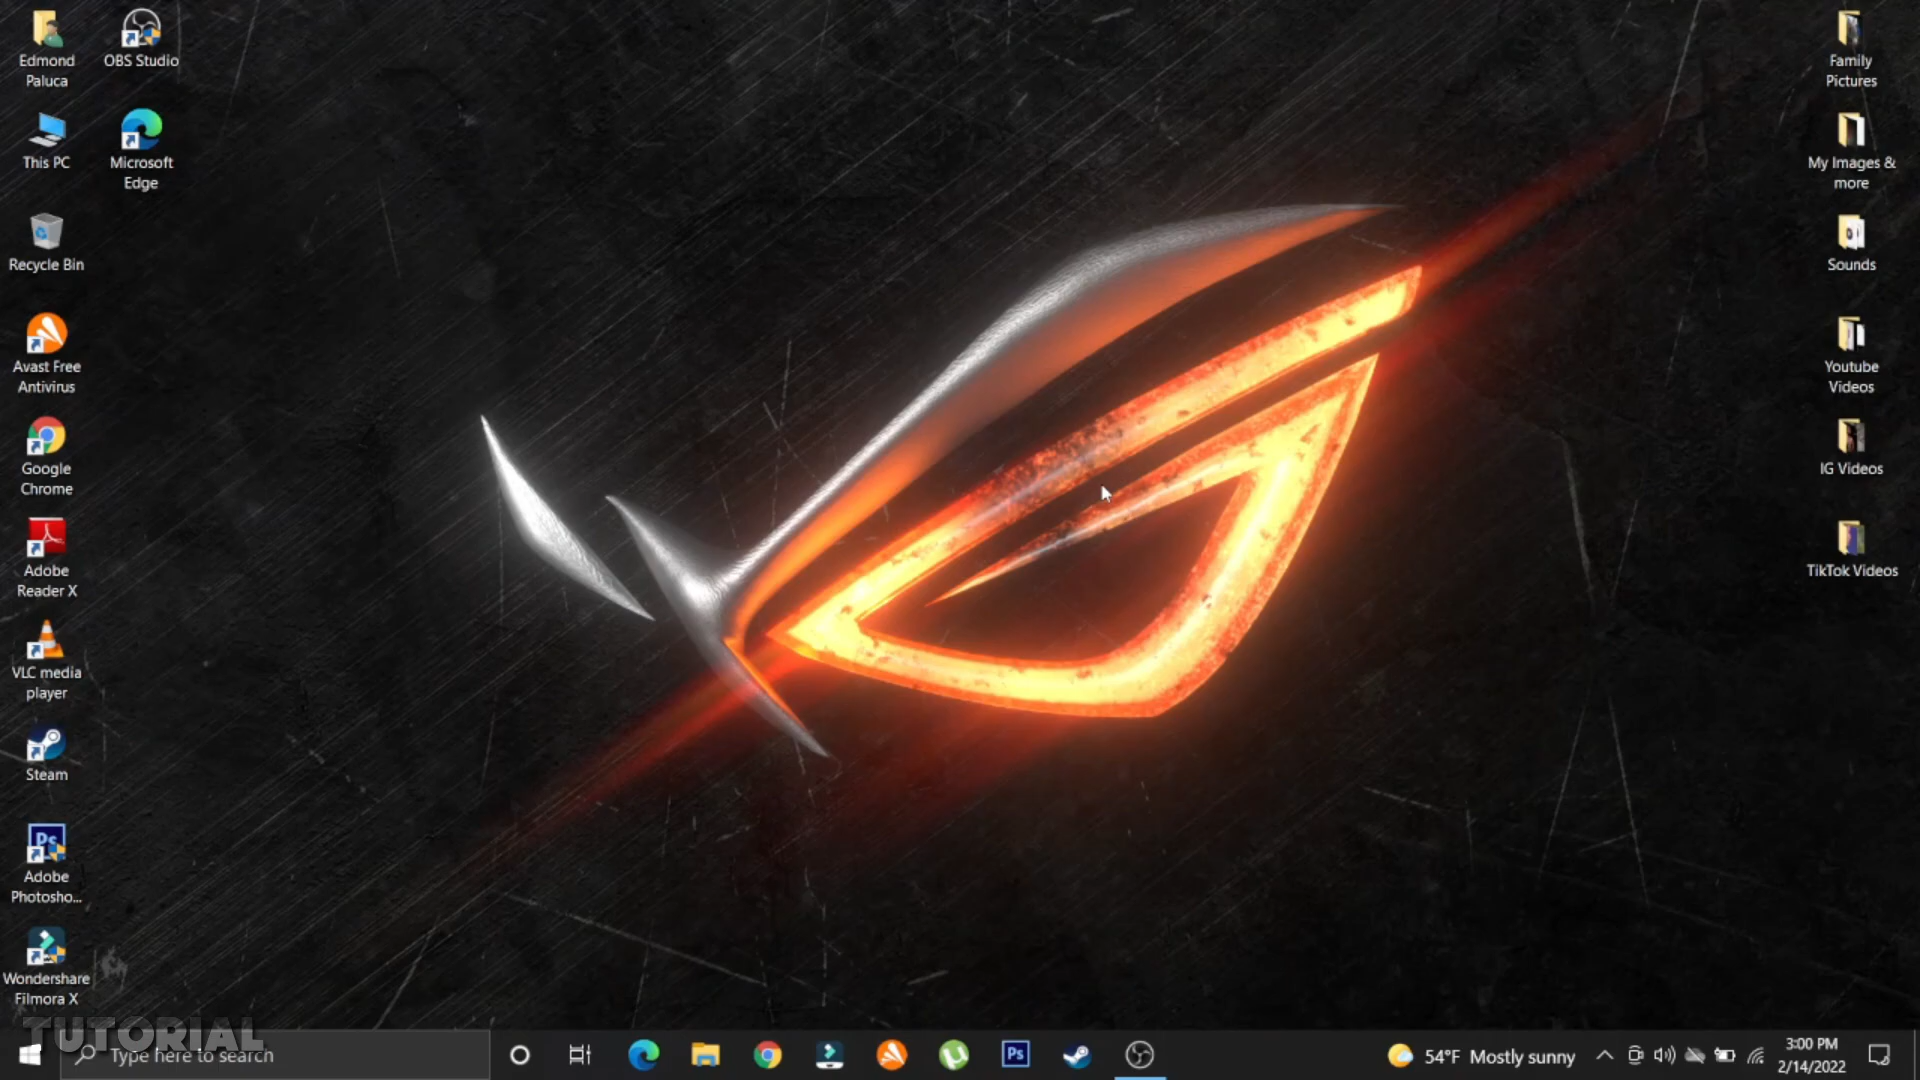 Edmond
Paluca
OBS Studio
This PC
Microsoft
Edge
Recycle Bin
Avast Free
Antivirus
Google
Chrome
Adobe
Reader X
VLC media
player
Steam
Ps
Adobe
Photosho...
Wondershare
Filmora X
Family
Pictures
My Images &
more
Sounds
Youtube
Videos
IG Videos
TikTok Videos
TUTORIAL
Type here to search
Ps
54°F Mostly sunny
3:00 PM
2/14/2022